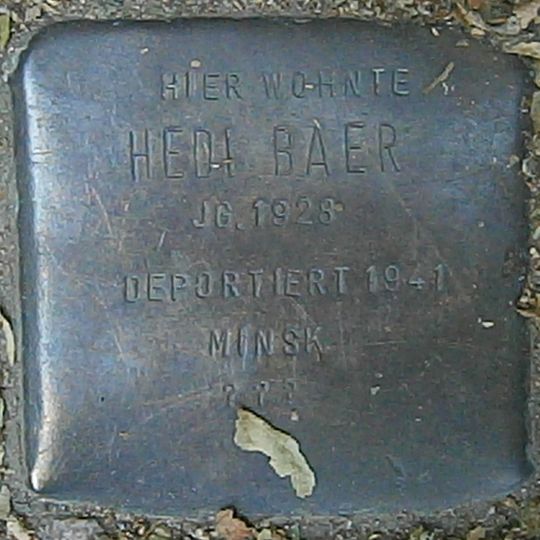 HIER WOHNTE
HEDI BAER
JG. 1928
DEPORTIERT 1941
MINSK
???